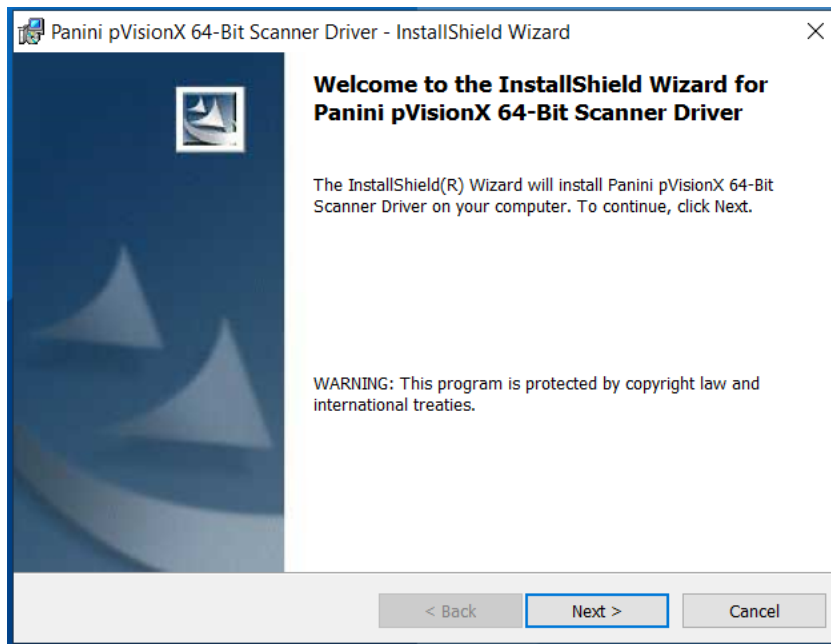 Panini pVisionX 64-Bit Scanner Driver - InstallShield Wizard
Welcome to the InstallShield Wizard for
Panini pVisionX 64-Bit Scanner Driver
The InstallShield(R) Wizard will install Panini pVisionX 64-Bit
Scanner Driver on your computer. To continue, click Next.
WARNING: This program is protected by copyright law and
international treaties.
< Back Next > Cancel